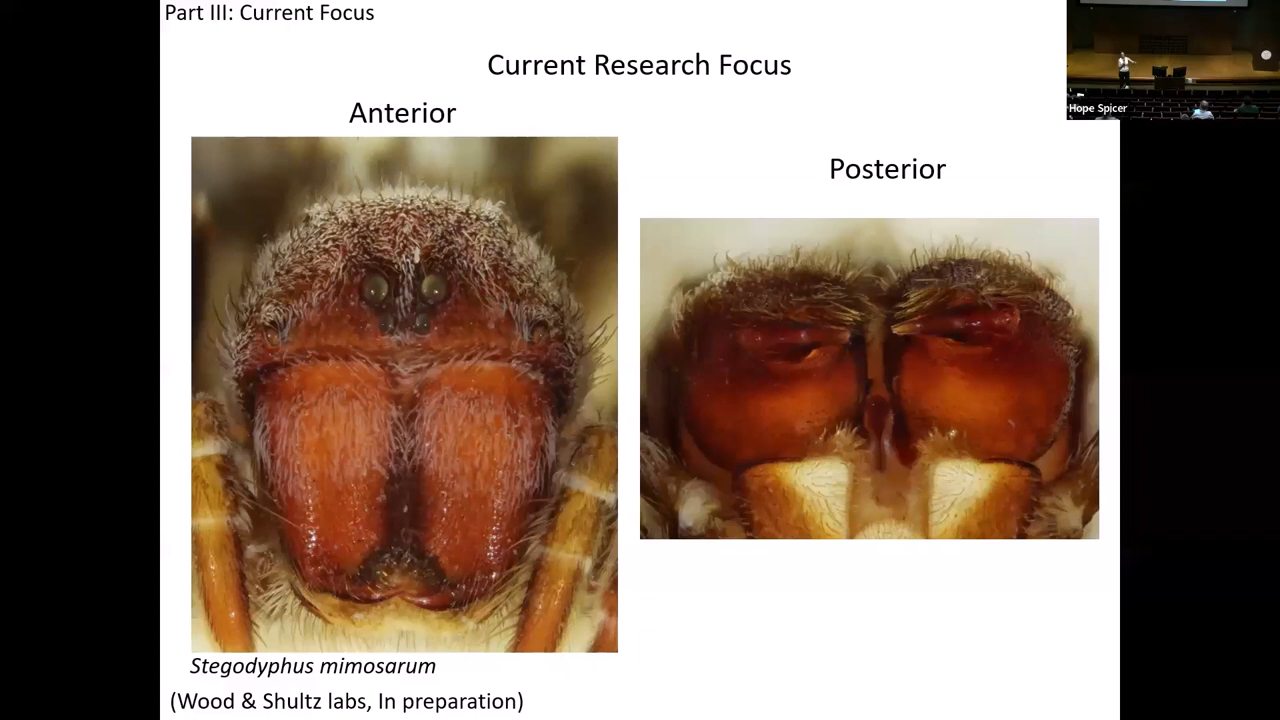 Part III: Current Focus
Current Research Focus
Anterior
Posterior
Hope Spicer
Stegodyphus mimosarum
(Wood & Shultz labs, In preparation)